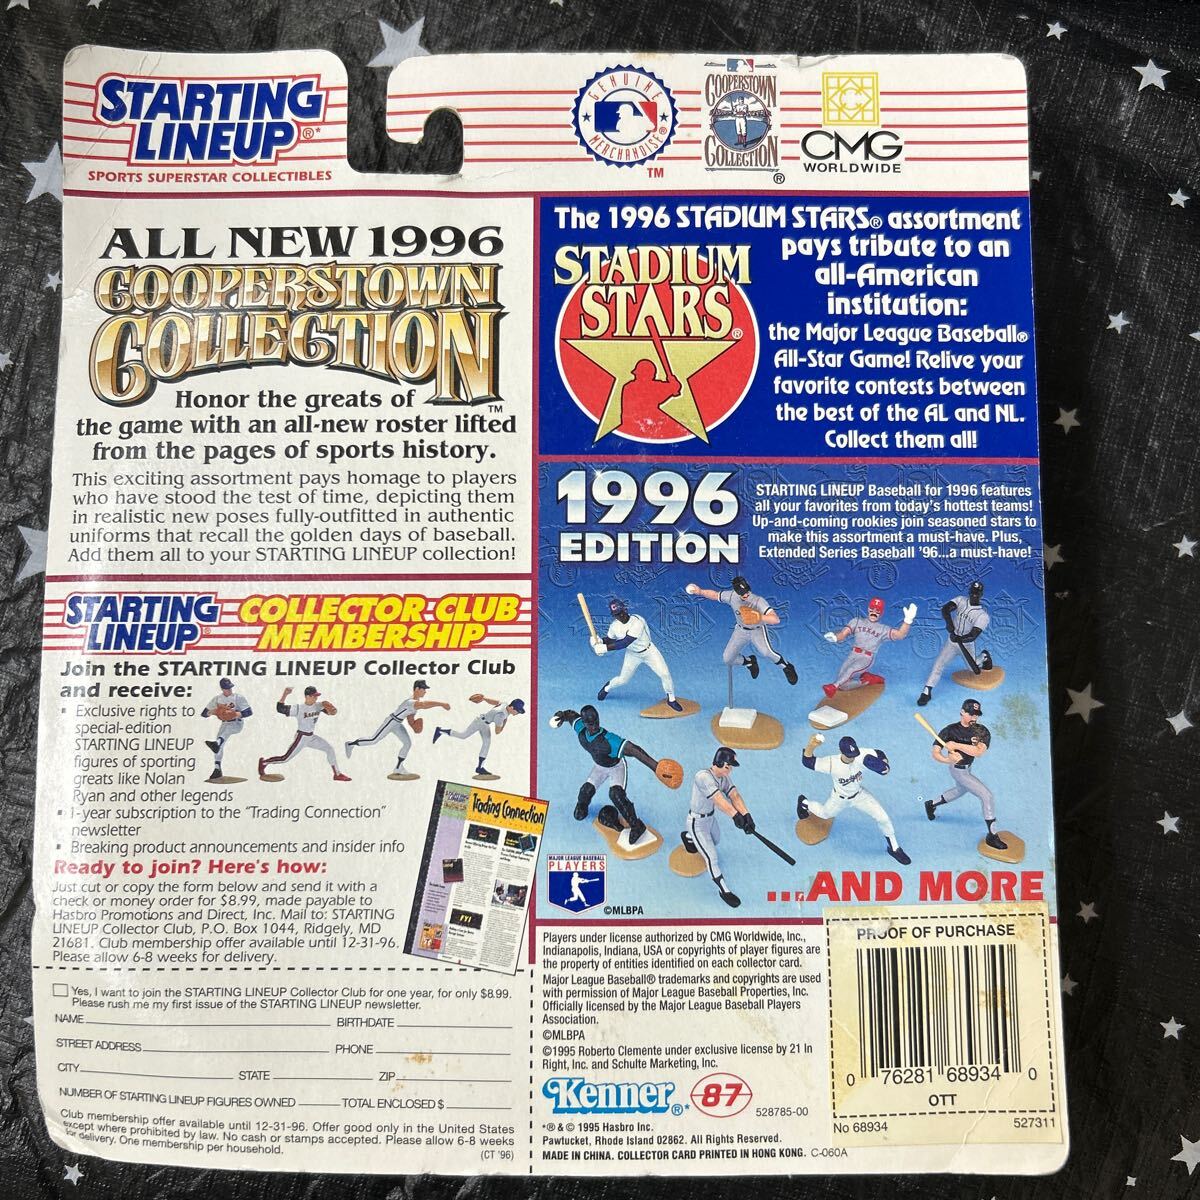 STARTING
LINEUP®*
SPORTS SUPERSTAR COLLECTIBLES
GENUINE
MERCHANDISE®
TM
COOPERSTOWN
COLLECTION
®
CMG
WORLDWIDE
ALL NEW 1996
COOPERSTOWN
COLLECTION
TM
Honor the greats of
the game with an all-new roster lifted
from the pages of sports history.
This exciting assortment pays homage to players
who have stood the test of time, depicting them
in realistic new poses fully-outfitted in authentic
uniforms that recall the golden days of baseball.
Add them all to your STARTING LINEUP collection!
The 1996 STADIUM STARS® assortment
pays tribute to an
all-American
institution:
the Major League Baseball®
All-Star Game! Relive your
favorite contests between
the best of the AL and NL.
Collect them all!
STADIUM
STARS®
1996
EDITION
STARTING LINEUP Baseball for 1996 features
all your favorites from today's hottest teams!
Up-and-coming rookies join seasoned stars to
make this assortment a must-have. Plus,
Extended Series Baseball '96...a must-have!
TEXAS
Dodgers
MAJOR LEAGUE BASEBALL
PLAYERS
©MLBPA
...AND MORE
STARTING
LINEUP®
COLLECTOR CLUB
MEMBERSHIP
Join the STARTING LINEUP Collector Club
and receive:
• Exclusive rights to
special-edition
STARTING LINEUP
figures of sporting
greats like Nolan
Ryan and other legends
• 1-year subscription to the "Trading Connection"
newsletter
• Breaking product announcements and insider info
Trading Connection
FYI
Ready to join? Here's how:
Just cut or copy the form below and send it with a
check or money order for $8.99, made payable to
Hasbro Promotions and Direct, Inc. Mail to: STARTING
LINEUP Collector Club, P.O. Box 1044, Ridgely, MD
21681. Club membership offer available until 12-31-96.
Please allow 6-8 weeks for delivery.
Yes, I want to join the STARTING LINEUP Collector Club for one year, for only $8.99.
Please rush me my first issue of the STARTING LINEUP newsletter.
NAME BIRTHDATE
STREET ADDRESS PHONE
CITY STATE ZIP
NUMBER OF STARTING LINEUP FIGURES OWNED TOTAL ENCLOSED $
Club membership offer available until 12-31-96. Offer good only in the United States
except where prohibited by law. No cash or stamps accepted. Please allow 6-8 weeks
for delivery. One membership per household.
(CT '96)
Players under license authorized by CMG Worldwide, Inc.,
Indianapolis, Indiana, USA or copyrights of player figures are
the property of entities identified on each collector card.
Major League Baseball® trademarks and copyrights are used
with permission of Major League Baseball Properties, Inc.
Officially licensed by the Major League Baseball Players
Association.
©MLBPA
©1995 Roberto Clemente under exclusive license by 21 In
Right, Inc. and Schulte Marketing, Inc.
Kenner®* 87
528785-00
*® & © 1995 Hasbro Inc.
Pawtucket, Rhode Island 02862. All Rights Reserved.
MADE IN CHINA. COLLECTOR CARD PRINTED IN HONG KONG. C-060A
PROOF OF PURCHASE
0 76281 68934 0
OTT
No 68934
527311